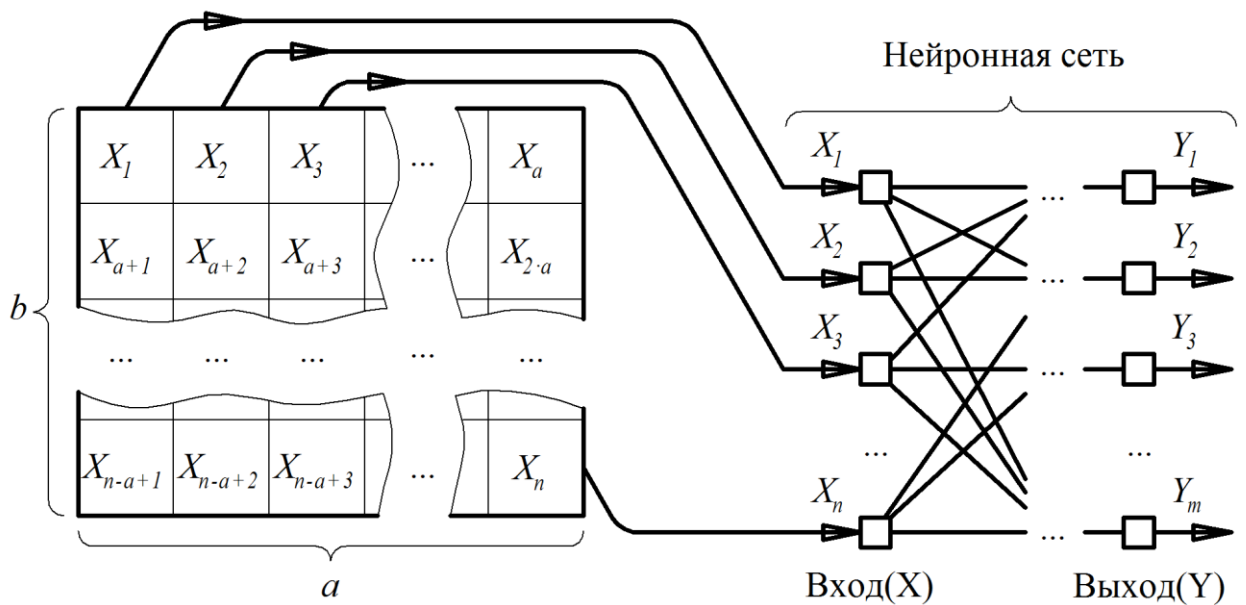 Нейронная сеть
X₁ X₂ X₃ ... Xₐ
Xₐ₊₁ Xₐ₊₂ Xₐ₊₃ ... X₂.ₐ
b
... ... ... ... ...
Xₙ₋ₐ₊₁ Xₙ₋ₐ₊₂ Xₙ₋ₐ₊₃ ... Xₙ
a
X₁ ... Y₁
X₂ ... Y₂
X₃ ... Y₃
... ...
Xₙ ... Yₘ
Вход(X) Выход(Y)